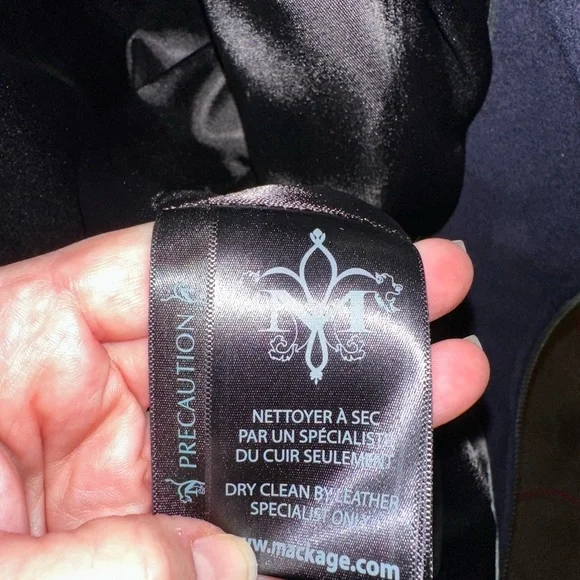 PRECAUTION
M
NETTOYER À SEC
PAR UN SPÉCIALISTE
DU CUIR SEULEMENT
DRY CLEAN BY LEATHER
SPECIALIST ONLY
www.mackage.com